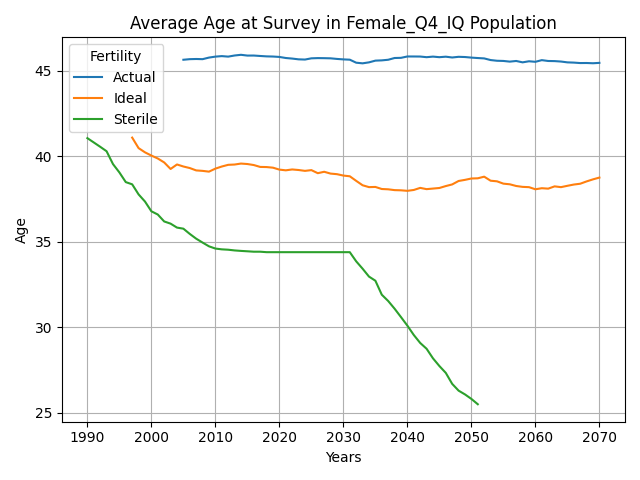 Average Age at Survey in Female_Q4_IQ Population
Fertility
Actual
Ideal
Sterile
Age
45
40
35
30
25
1990 2000 2010 2020 2030 2040 2050 2060 2070
Years